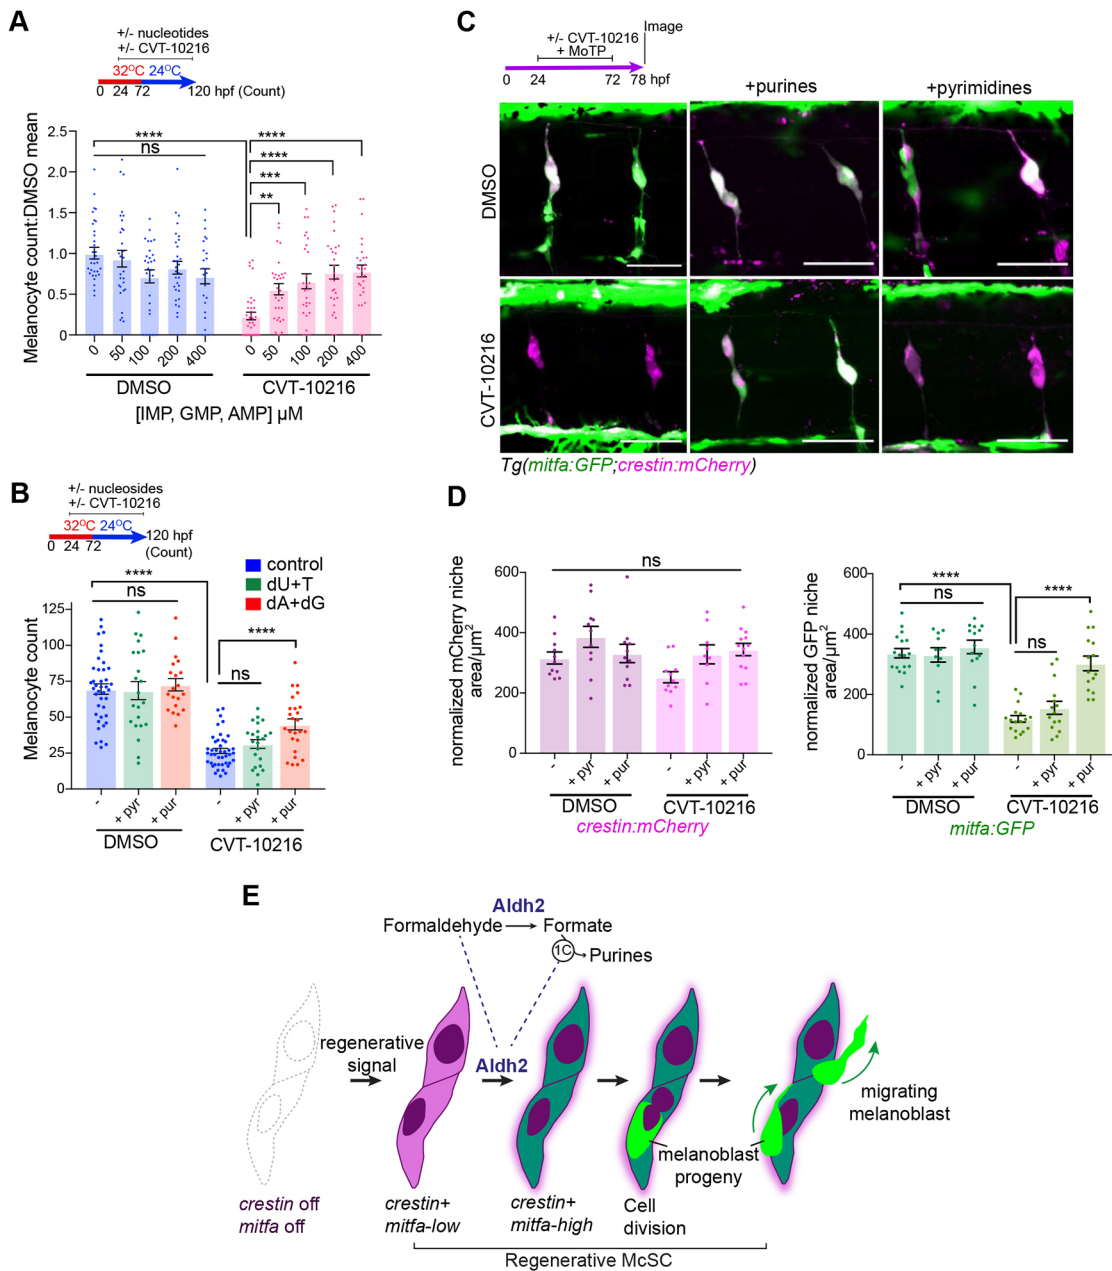 A
+/- nucleotides
+/- CVT-10216
32°C 24°C
0 24 72 120 hpf (Count)
Melanocyte count:DMSO mean
2.5
2.0
1.5
1.0
0.5
0
****
ns
****
****
***
**
0 50 100 200 400
0 50 100 200 400
DMSO CVT-10216
[IMP, GMP, AMP] µM
B
+/- nucleosides
+/- CVT-10216
32°C 24°C
0 24 72 120 hpf
(Count)
control
dU+T
dA+dG
Melanocyte count
125
100
75
50
25
0
****
ns
****
ns
- + pyr + pur
- + pyr + pur
DMSO CVT-10216
C
Image
+/- CVT-10216
+ MoTP
0 24 72 78 hpf
+purines +pyrimidines
DMSO
CVT-10216
Tg(mitfa:GFP;crestin:mCherry)
D
normalized mCherry niche
area/µm²
600
400
200
0
ns
- + pyr + pur
- + pyr + pur
DMSO CVT-10216
crestin:mCherry
normalized GFP niche
area/µm²
600
400
200
0
****
ns
****
ns
- + pyr + pur
- + pyr + pur
DMSO CVT-10216
mitfa:GFP
E
Aldh2
Formaldehyde Formate
1C
Purines
regenerative
signal
Aldh2
migrating
melanoblast
melanoblast
progeny
crestin off
mitfa off
crestin+
mitfa-low
crestin+
mitfa-high
Cell
division
Regenerative McSC